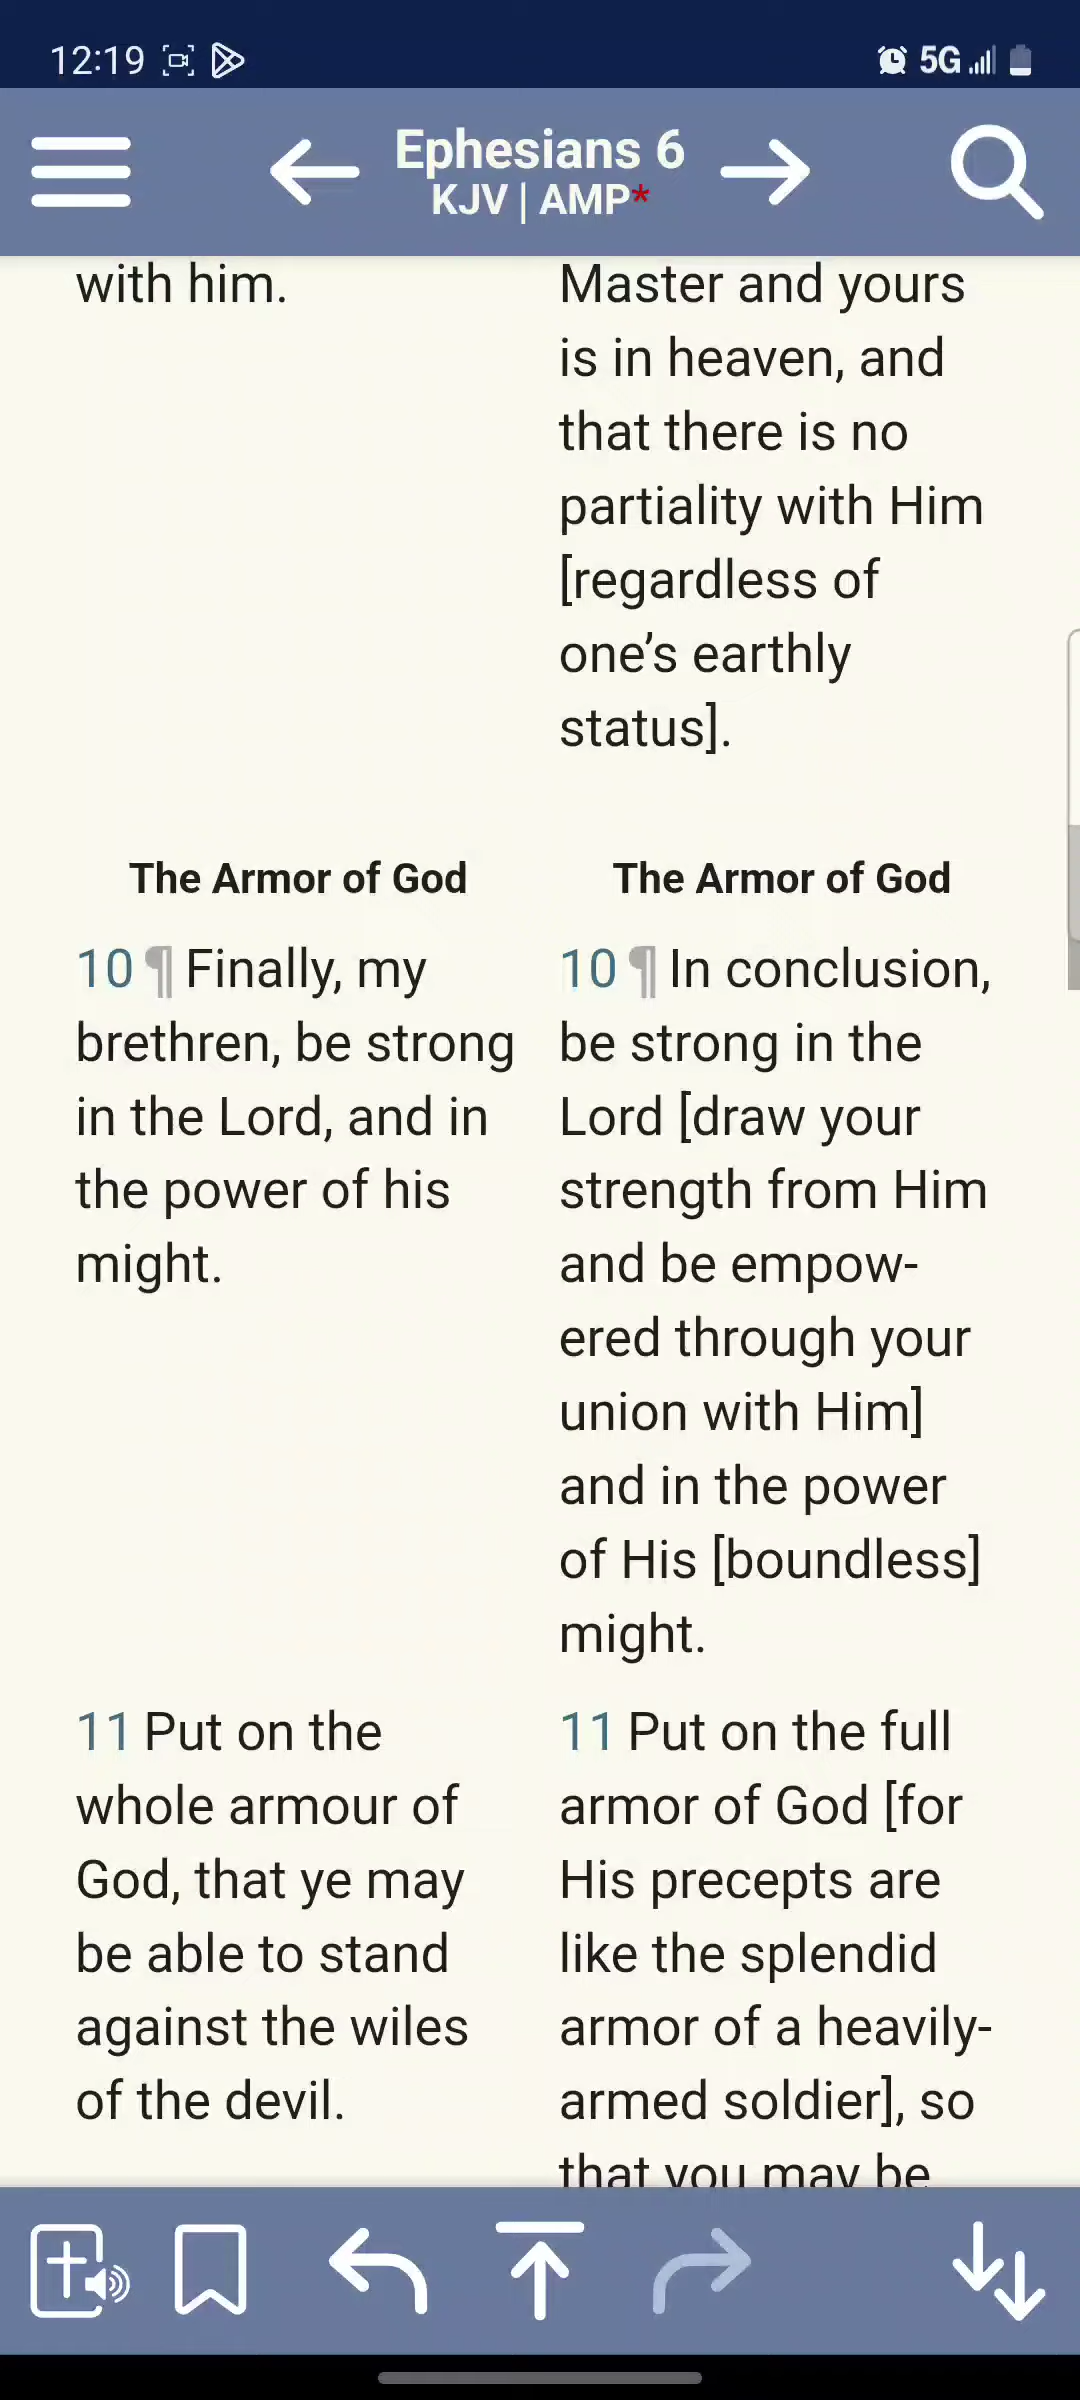 12:19
5G
Ephesians 6
KJV | AMP*
with him.
Master and yours
is in heaven, and
that there is no
partiality with Him
[regardless of
one’s earthly
status].
The Armor of God
10 ¶ Finally, my
brethren, be strong
in the Lord, and in
the power of his
might.
11 Put on the
whole armour of
God, that ye may
be able to stand
against the wiles
of the devil.
The Armor of God
10 ¶ In conclusion,
be strong in the
Lord [draw your
strength from Him
and be empow-
ered through your
union with Him]
and in the power
of His [boundless]
might.
11 Put on the full
armor of God [for
His precepts are
like the splendid
armor of a heavily-
armed soldier], so
that you may be